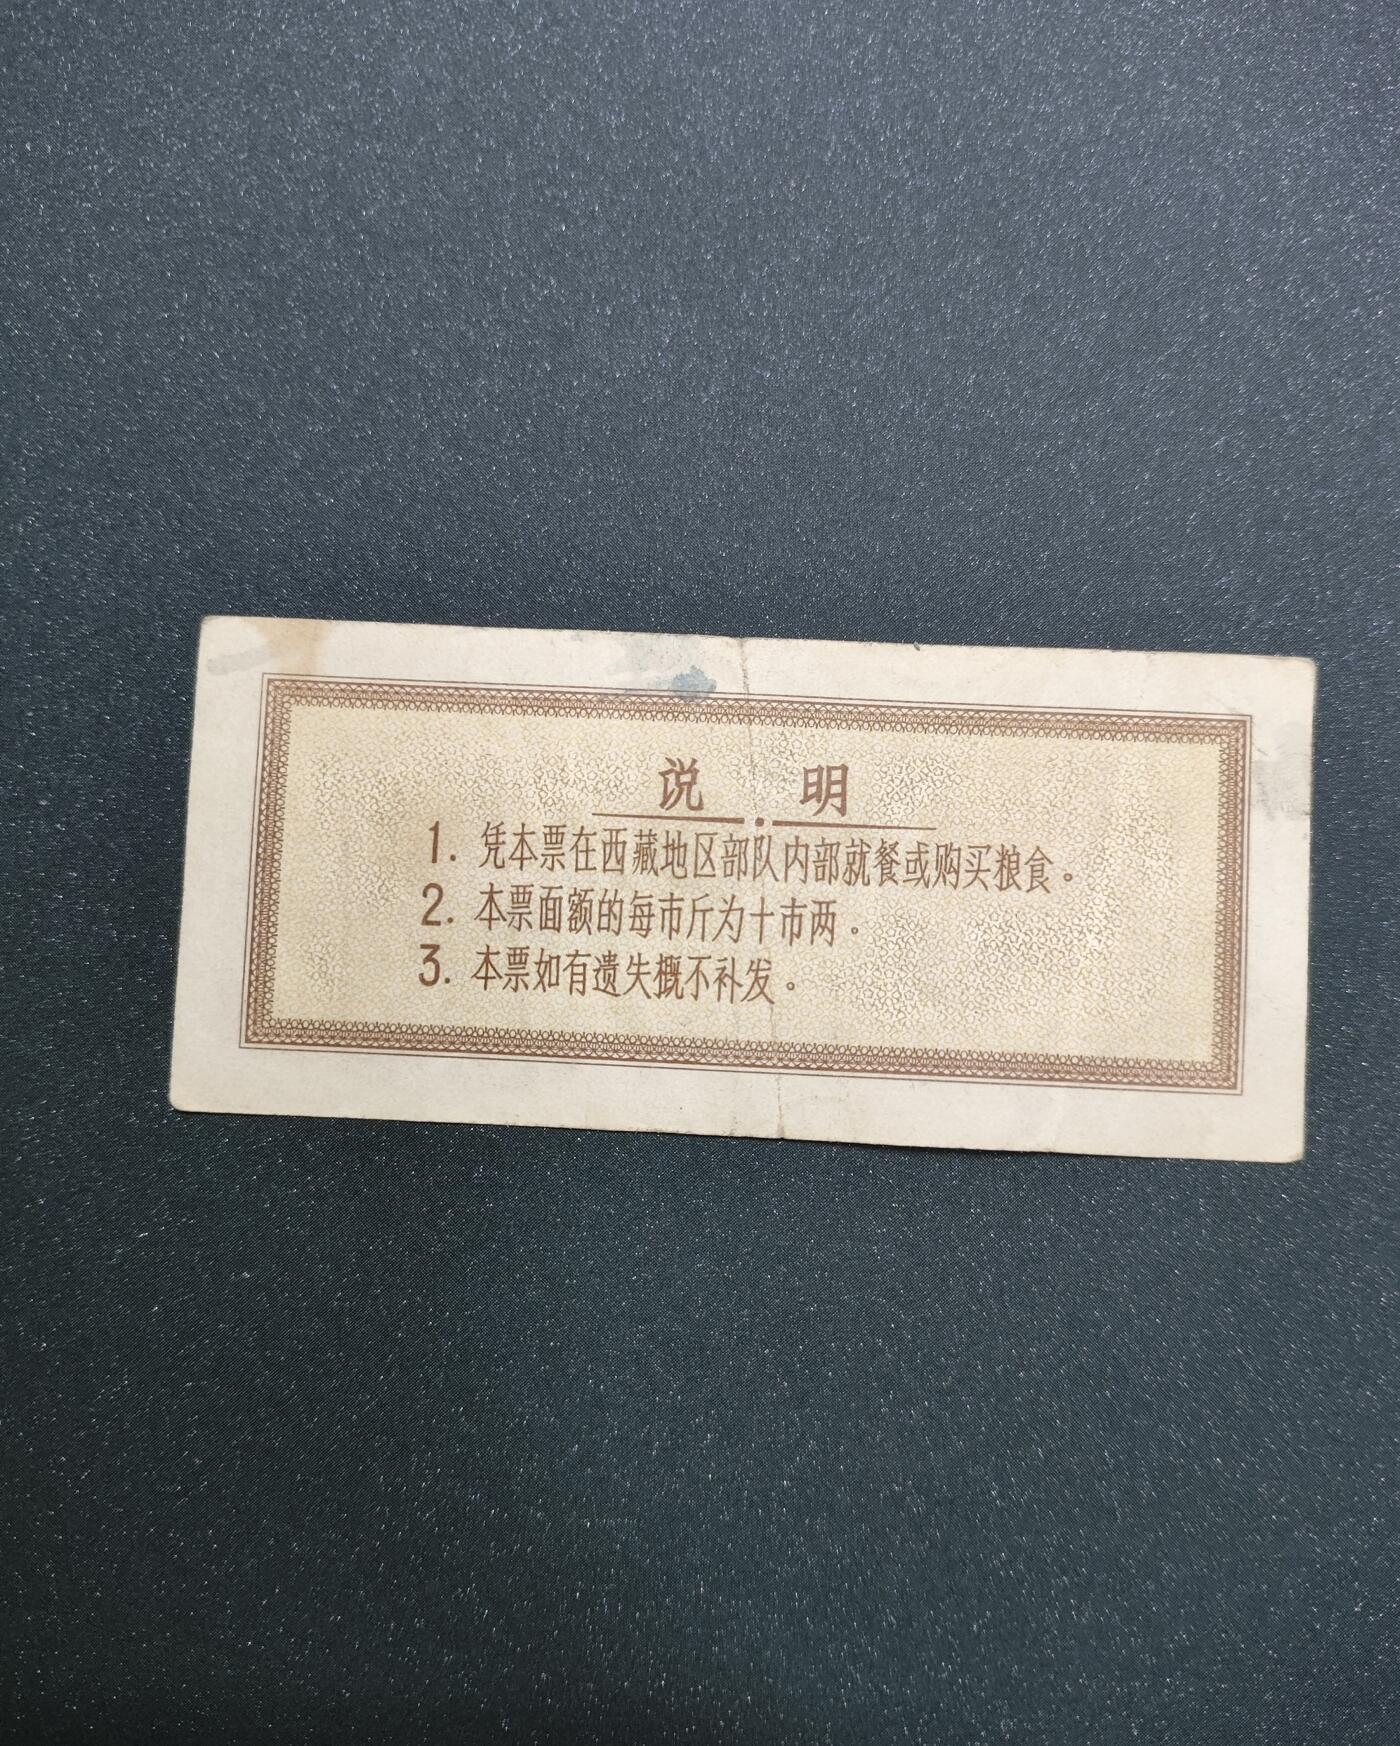 说 明
1. 凭本票在西藏地区部队内部就餐或购买粮食。
2. 本票面额的每市斤为十市两。
3. 本票如有遗失概不补发。